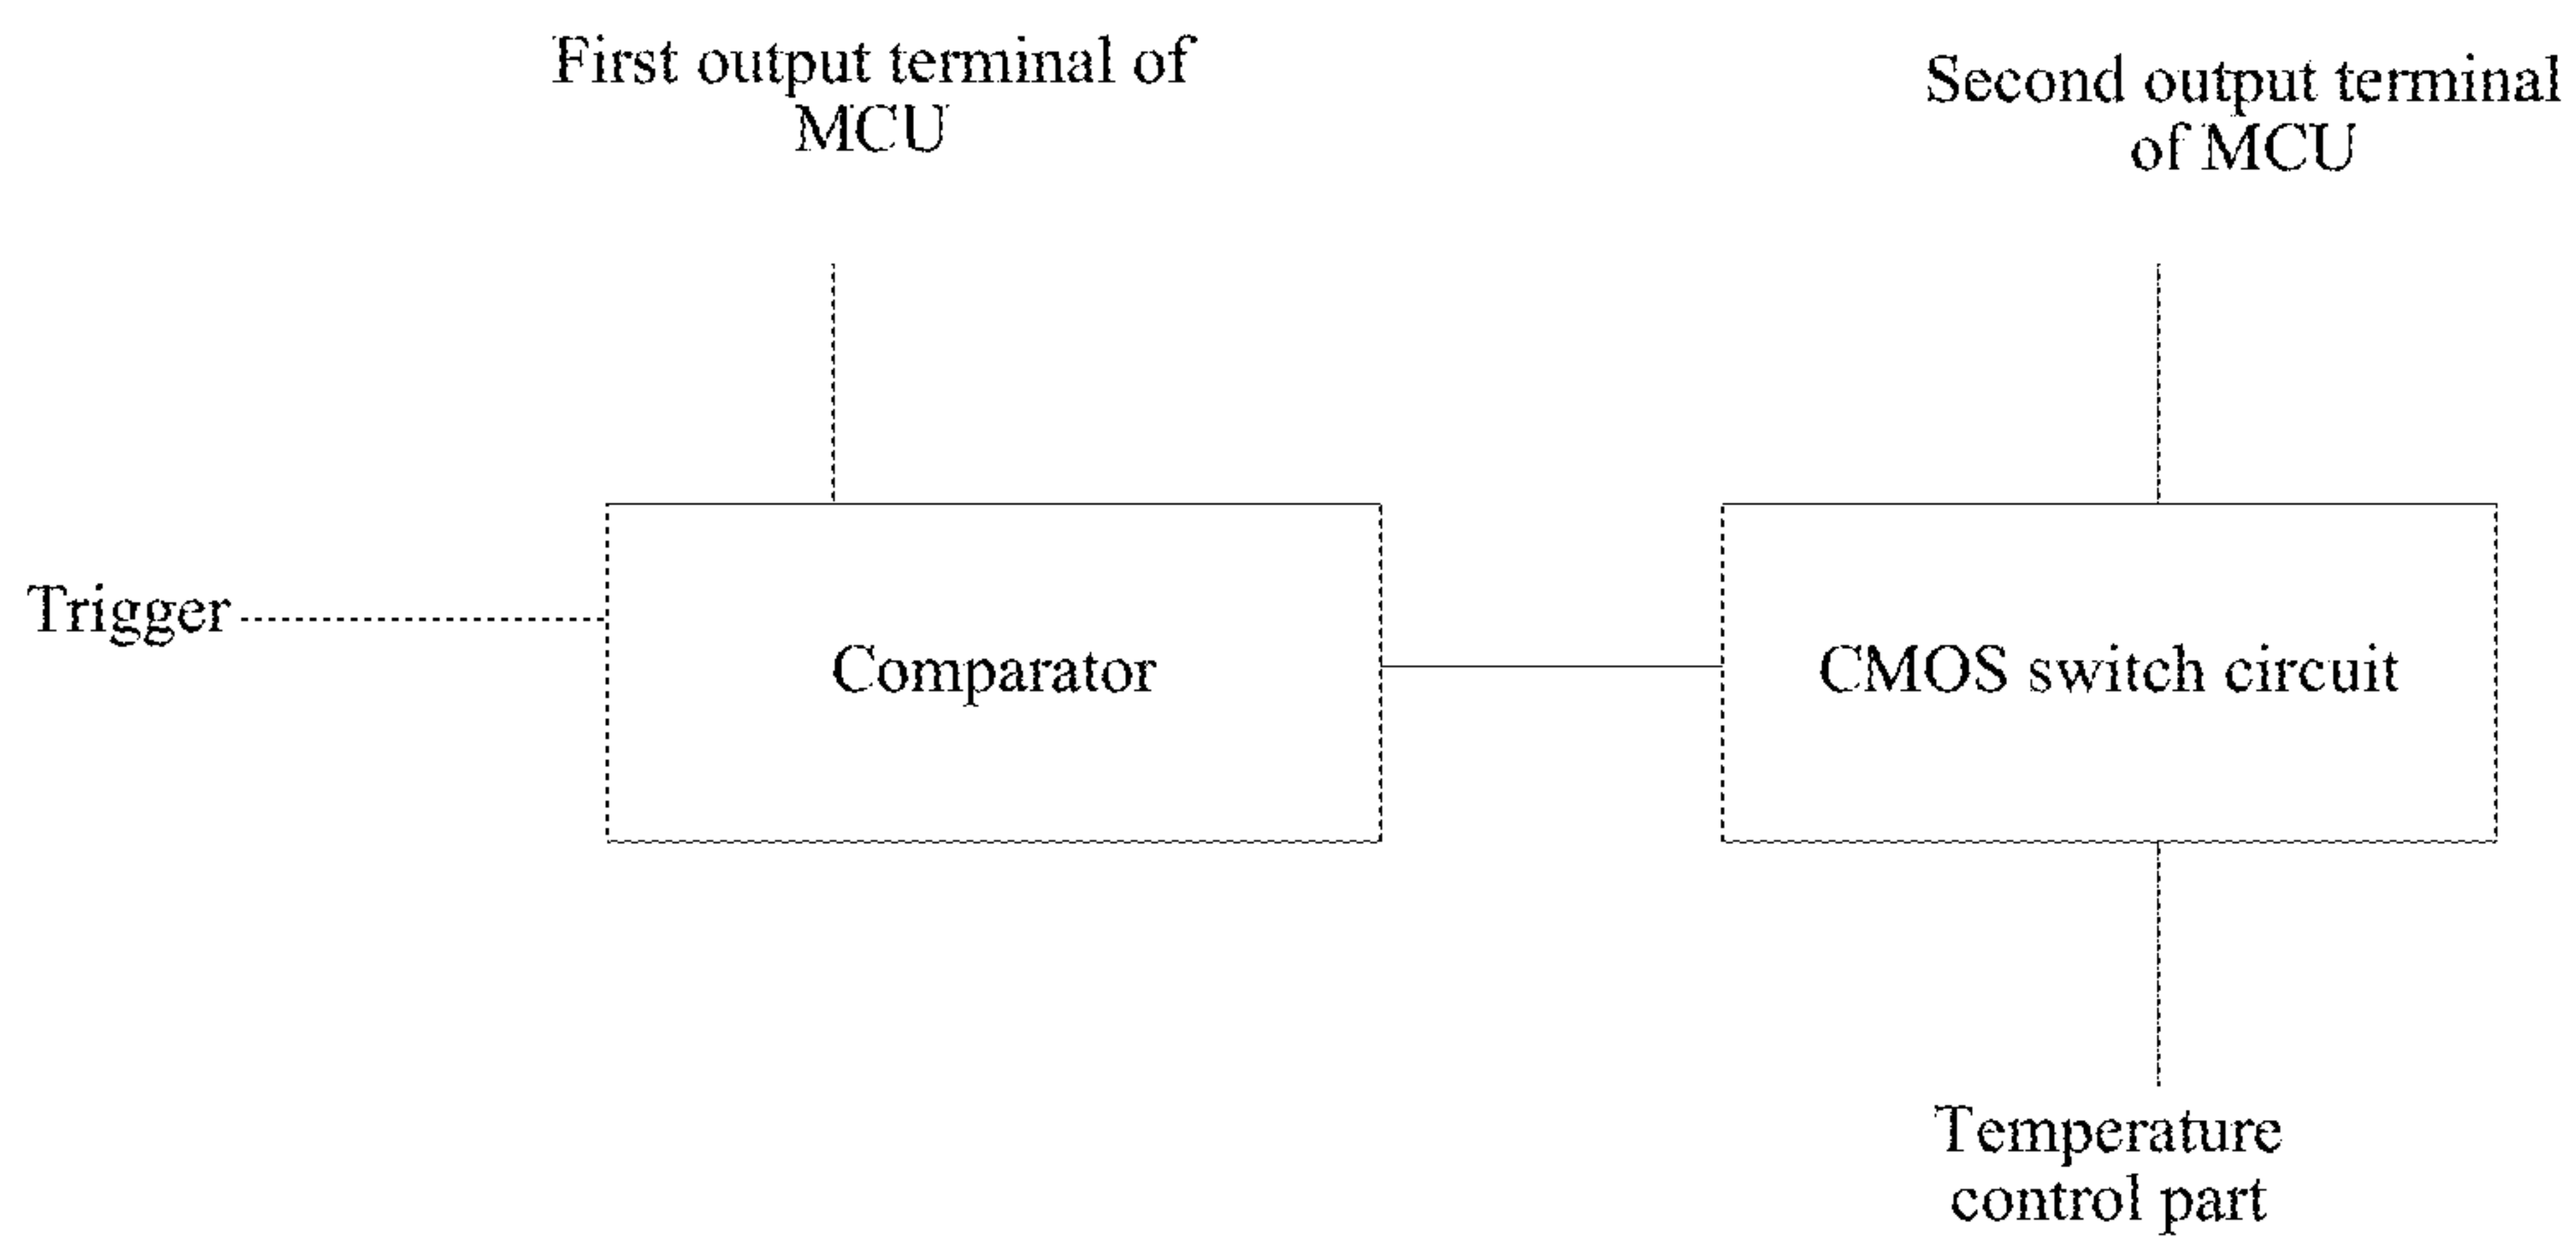 First output terminal of
MCU
Second output terminal
of MCU
Trigger
Comparator
CMOS switch circuit
Temperature
control part